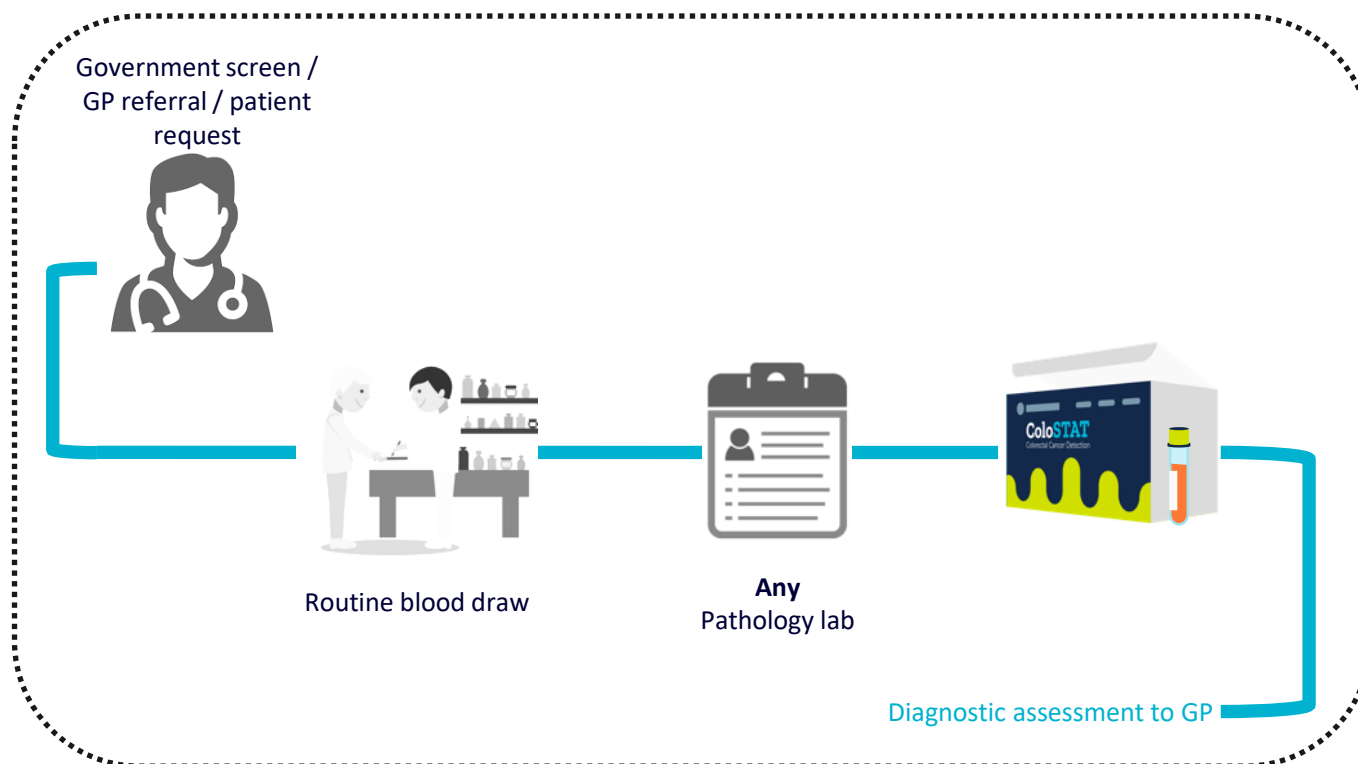 Government screen /
GP referral / patient
request
ColoSTAT
Colorectal Cancer Detection
Routine blood draw
Any
Pathology lab
Diagnostic assessment to GP